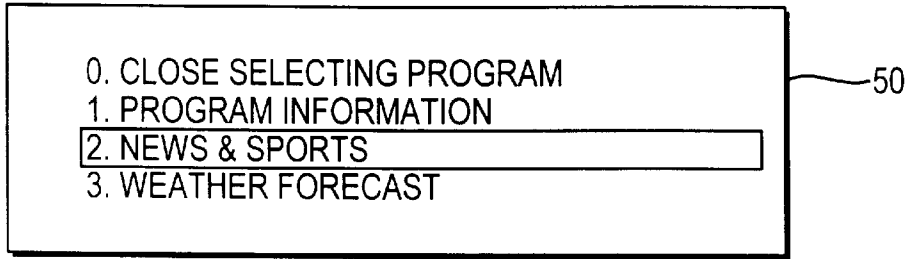 0. CLOSE SELECTING PROGRAM
1. PROGRAM INFORMATION
2. NEWS & SPORTS
3. WEATHER FORECAST
50